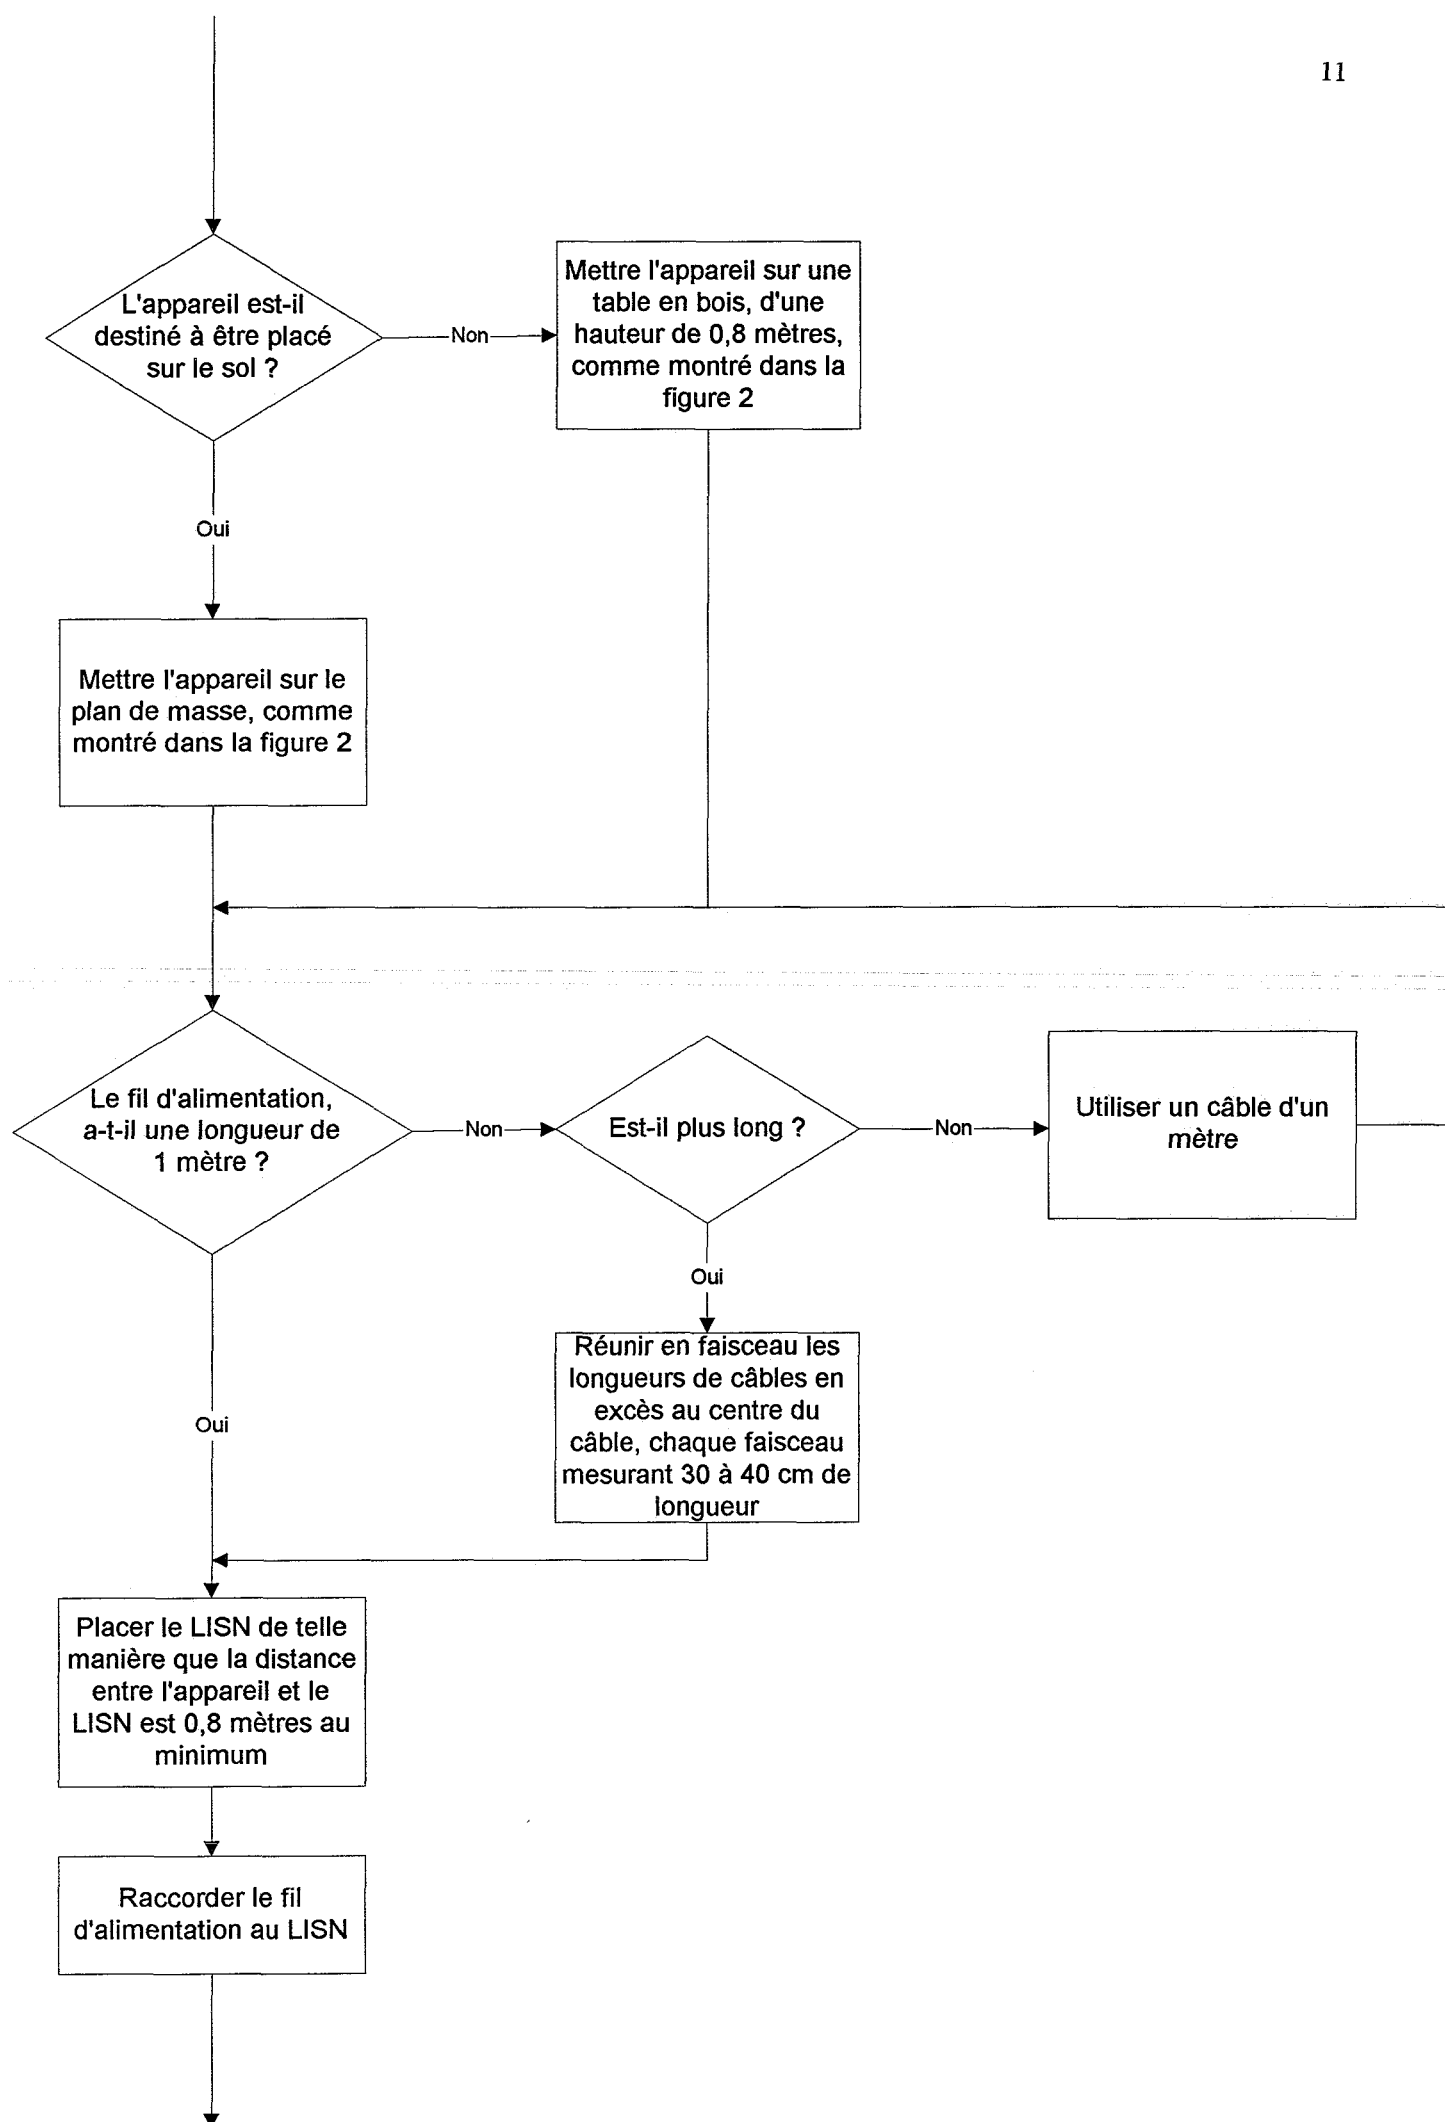 11
L'appareil est-il
destiné à être placé
sur le sol ?
Non
Mettre l'appareil sur une
table en bois, d'une
hauteur de 0,8 mètres,
comme montré dans la
figure 2
Oui
Mettre l'appareil sur le
plan de masse, comme
montré dans la figure 2
Le fil d'alimentation,
a-t-il une longueur de
1 mètre ?
Non
Est-il plus long ?
Non
Utiliser un câble d'un
mètre
Oui
Réunir en faisceau les
longueurs de câbles en
excès au centre du
câble, chaque faisceau
mesurant 30 à 40 cm de
longueur
Oui
Placer le LISN de telle
manière que la distance
entre l'appareil et le
LISN est 0,8 mètres au
minimum
Raccorder le fil
d'alimentation au LISN